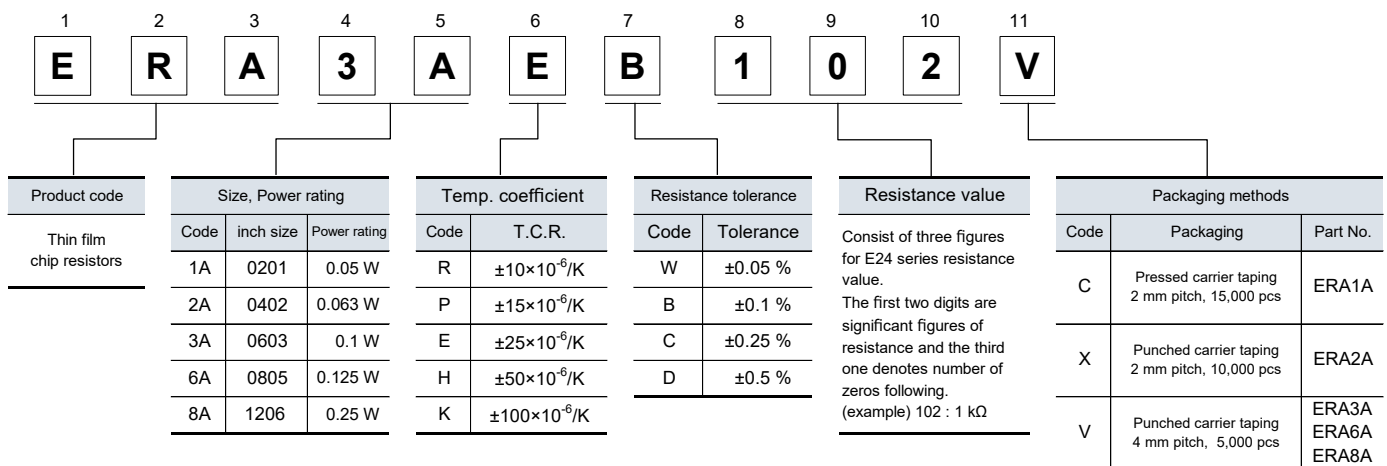 1 2 3 4 5 6 7 8 9 10 11
E R A 3 A E B 1 0 2 V
Product code
Thin film
chip resistors
Size, Power rating
Code inch size Power rating
1A 0201 0.05 W
2A 0402 0.063 W
3A 0603 0.1 W
6A 0805 0.125 W
8A 1206 0.25 W
Temp. coefficient
Code T.C.R.
R ±10×10⁻⁶/K
P ±15×10⁻⁶/K
E ±25×10⁻⁶/K
H ±50×10⁻⁶/K
K ±100×10⁻⁶/K
Resistance tolerance
Code Tolerance
W ±0.05 %
B ±0.1 %
C ±0.25 %
D ±0.5 %
Resistance value
Consist of three figures
for E24 series resistance
value.
The first two digits are
significant figures of
resistance and the third
one denotes number of
zeros following.
(example) 102 : 1 kΩ
Packaging methods
Code Packaging Part No.
C Pressed carrier taping
2 mm pitch, 15,000 pcs ERA1A
X Punched carrier taping
2 mm pitch, 10,000 pcs ERA2A
V Punched carrier taping
4 mm pitch, 5,000 pcs
ERA3A
ERA6A
ERA8A